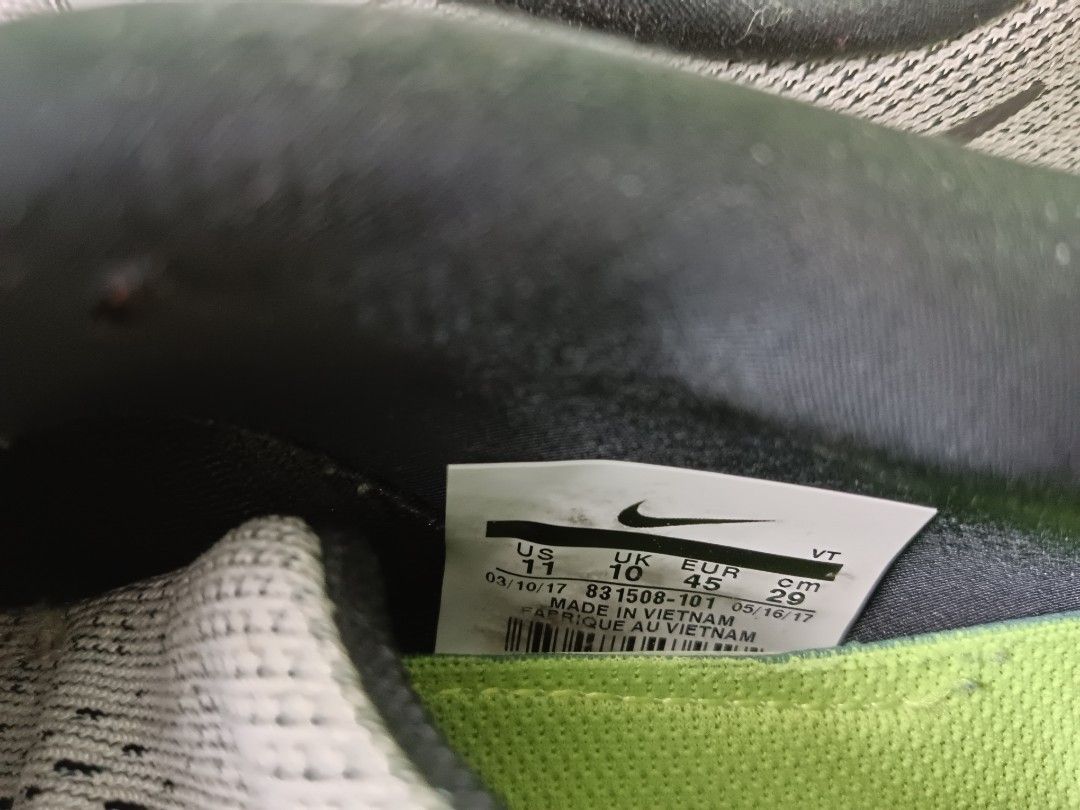 VT
US UK EUR cm
11 10 45 29
03/10/17 831508-101 05/16/17
MADE IN VIETNAM
FABRIQUE AU VIETNAM